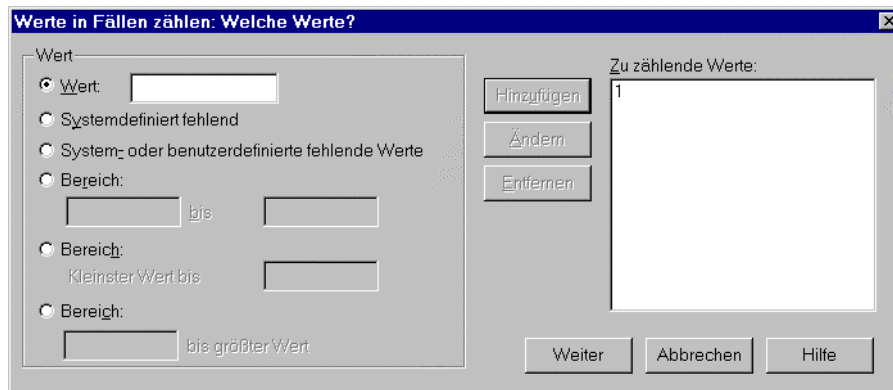 Werte in Fällen zählen: Welche Werte?
Wert
Wert:
Systemdefiniert fehlend
System- oder benutzerdefinierte fehlende Werte
Bereich:
bis
Bereich:
Kleinster Wert bis
Bereich:
bis größter Wert
Hinzufügen
Ändern
Entfernen
Zu zählende Werte:
1
Weiter
Abbrechen
Hilfe